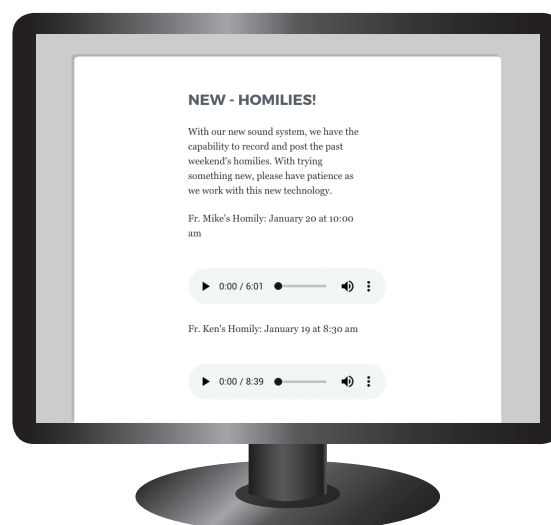 NEW - HOMILIES!
With our new sound system, we have the
capability to record and post the past
weekend's homilies. With trying
something new, please have patience as
we work with this new technology.
Fr. Mike's Homily: January 20 at 10:00
am
0:00 / 6:01
Fr. Ken's Homily: January 19 at 8:30 am
0:00 / 8:39